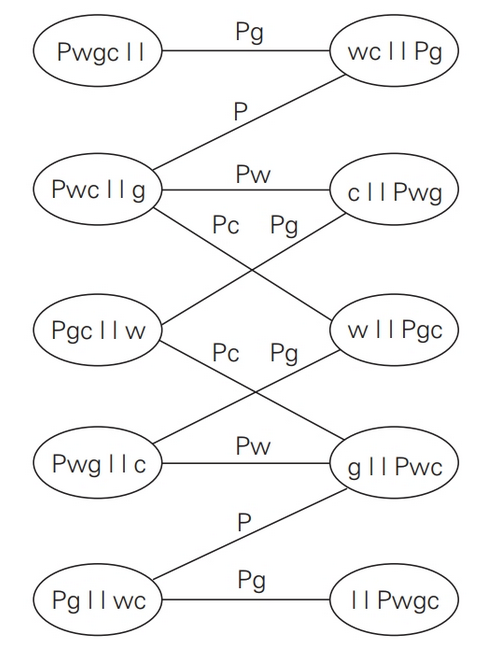 Pg
Pwgc l l
wc l l Pg
P
Pw
Pwc l l g
c l l Pwg
Pc
Pg
Pgc l l w
w l l Pgc
Pc
Pg
Pw
Pwg l l c
g l l Pwc
P
Pg
Pg l l wc
l l Pwgc